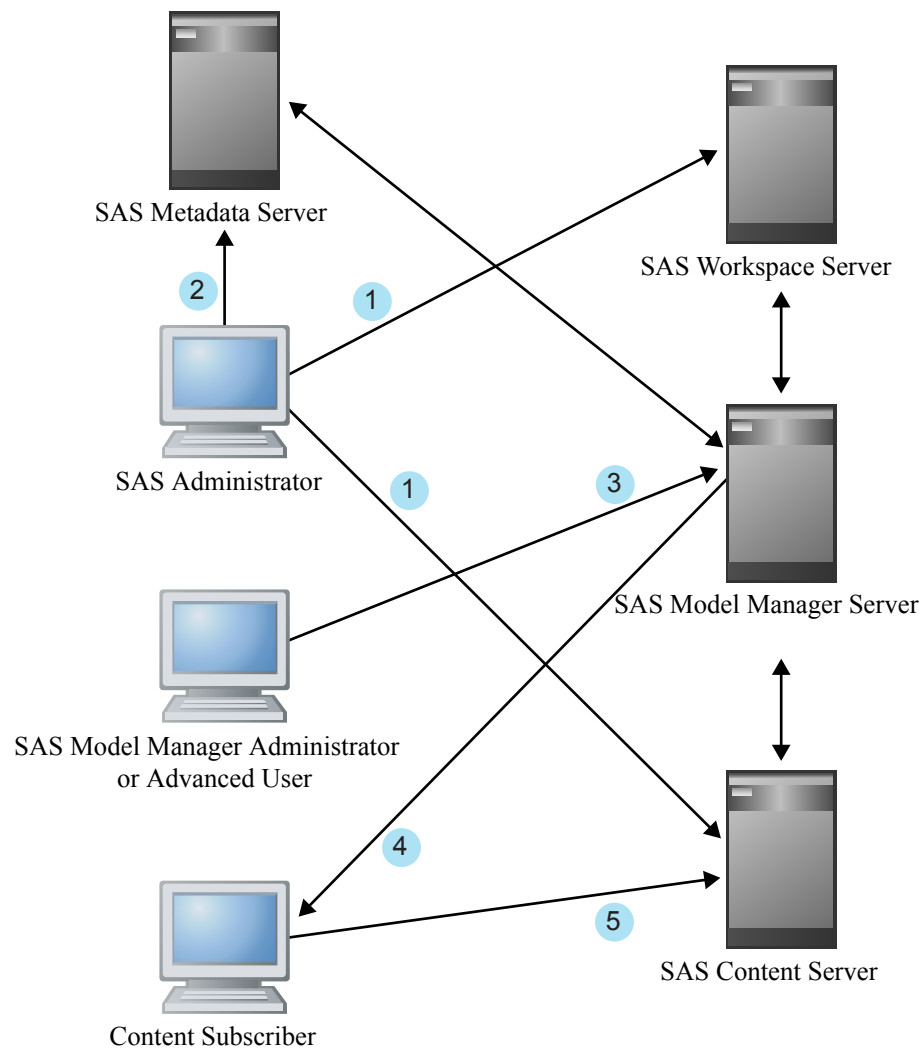 SAS Metadata Server
SAS Workspace Server
2
1
SAS Administrator
1
3
SAS Model Manager Server
SAS Model Manager Administrator
or Advanced User
4
5
SAS Content Server
Content Subscriber